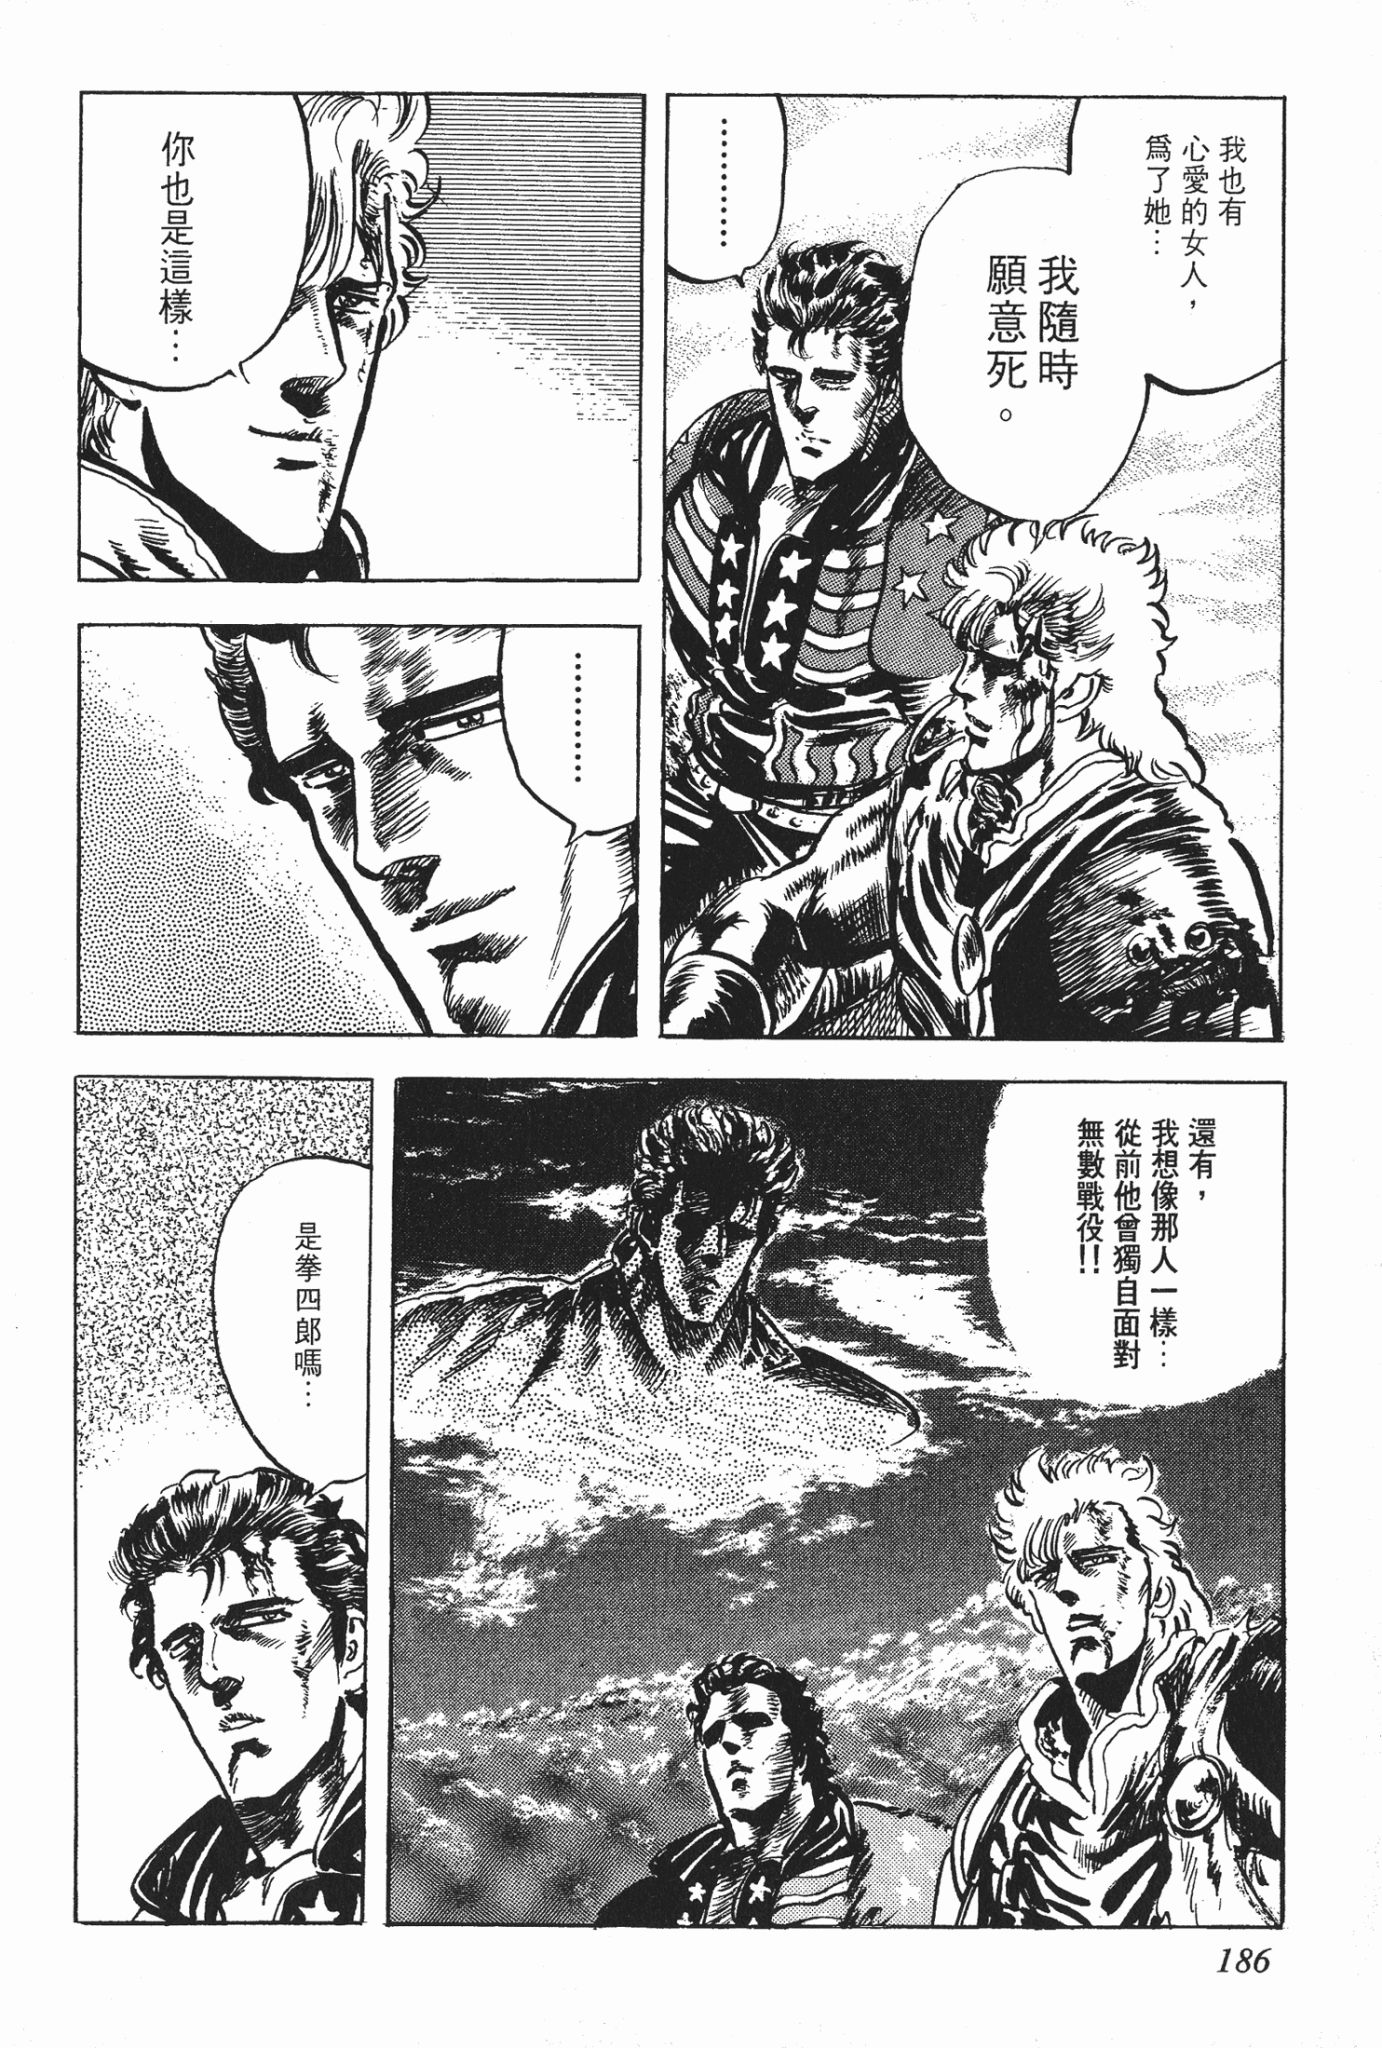 我也有
心愛的女人，
爲了她…
我隨時
願意死。
………
你也是這樣…
………
還有，
我想像那人一樣…
從前他曾獨自面對
無數戰役!!
是拳四郎嗎…
186